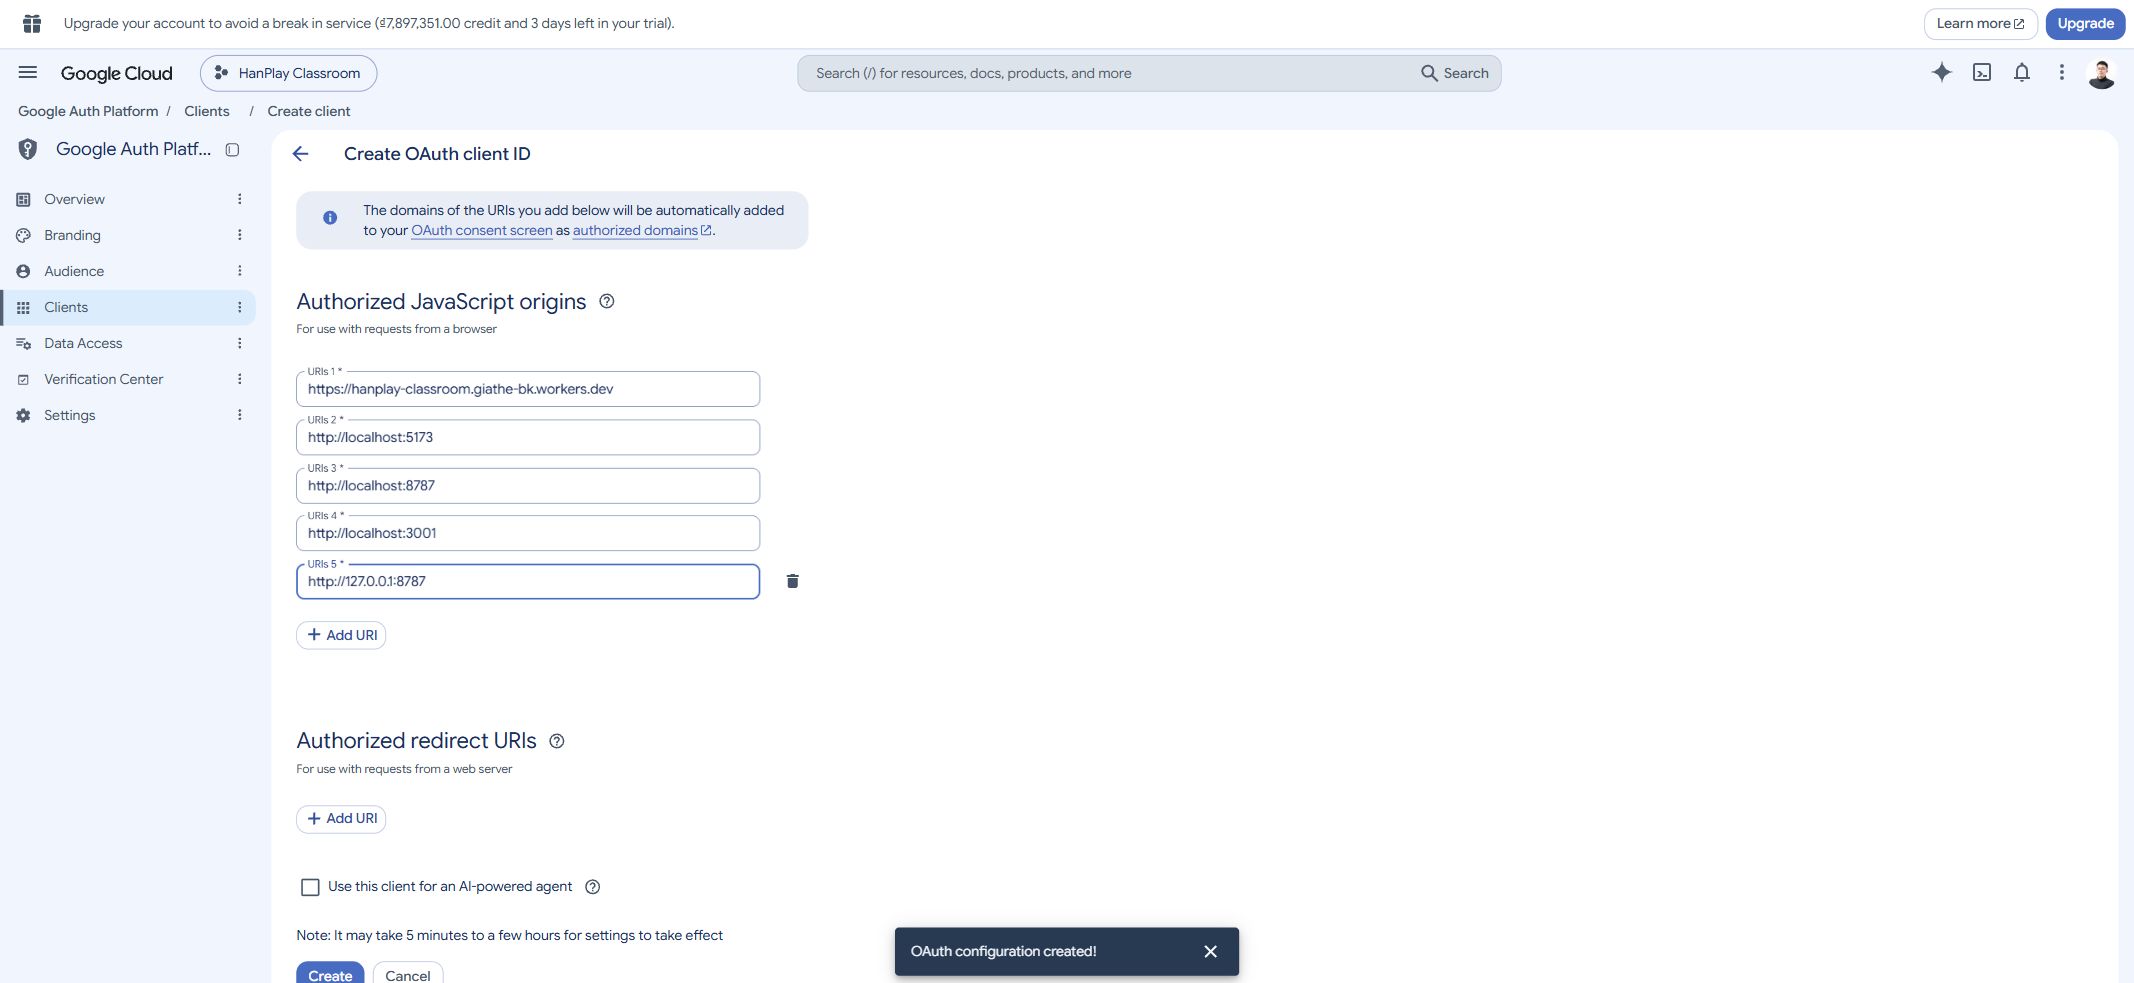 Upgrade your account to avoid a break in service (₫7,897,351.00 credit and 3 days left in your trial).
Learn more
Upgrade
Google Cloud
HanPlay Classroom
Search (/) for resources, docs, products, and more
Search
Google Auth Platform / Clients / Create client
Google Auth Platf...
Overview
Branding
Audience
Clients
Data Access
Verification Center
Settings
Create OAuth client ID
The domains of the URIs you add below will be automatically added
to your OAuth consent screen as authorized domains.
Authorized JavaScript origins
For use with requests from a browser
URIs 1 *
https://hanplay-classroom.giathe-bk.workers.dev
URIs 2 *
http://localhost:5173
URIs 3 *
http://localhost:8787
URIs 4 *
http://localhost:3001
URIs 5 *
http://127.0.0.1:8787
+ Add URI
Authorized redirect URIs
For use with requests from a web server
+ Add URI
Use this client for an AI-powered agent
Note: It may take 5 minutes to a few hours for settings to take effect
OAuth configuration created!
Create
Cancel